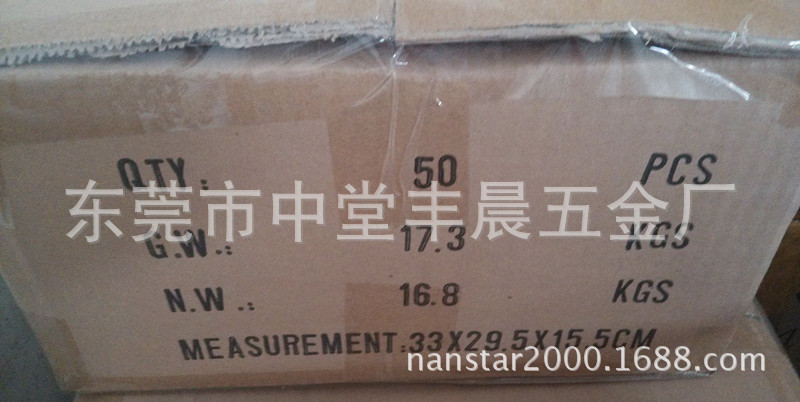 QTY.: 50 PCS
东莞市中堂丰晨五金厂
G.W.: 17.3 KGS
N.W.: 16.8 KGS
MEASUREMENT:33X29.5X15.5CM
nanstar2000.1688.com